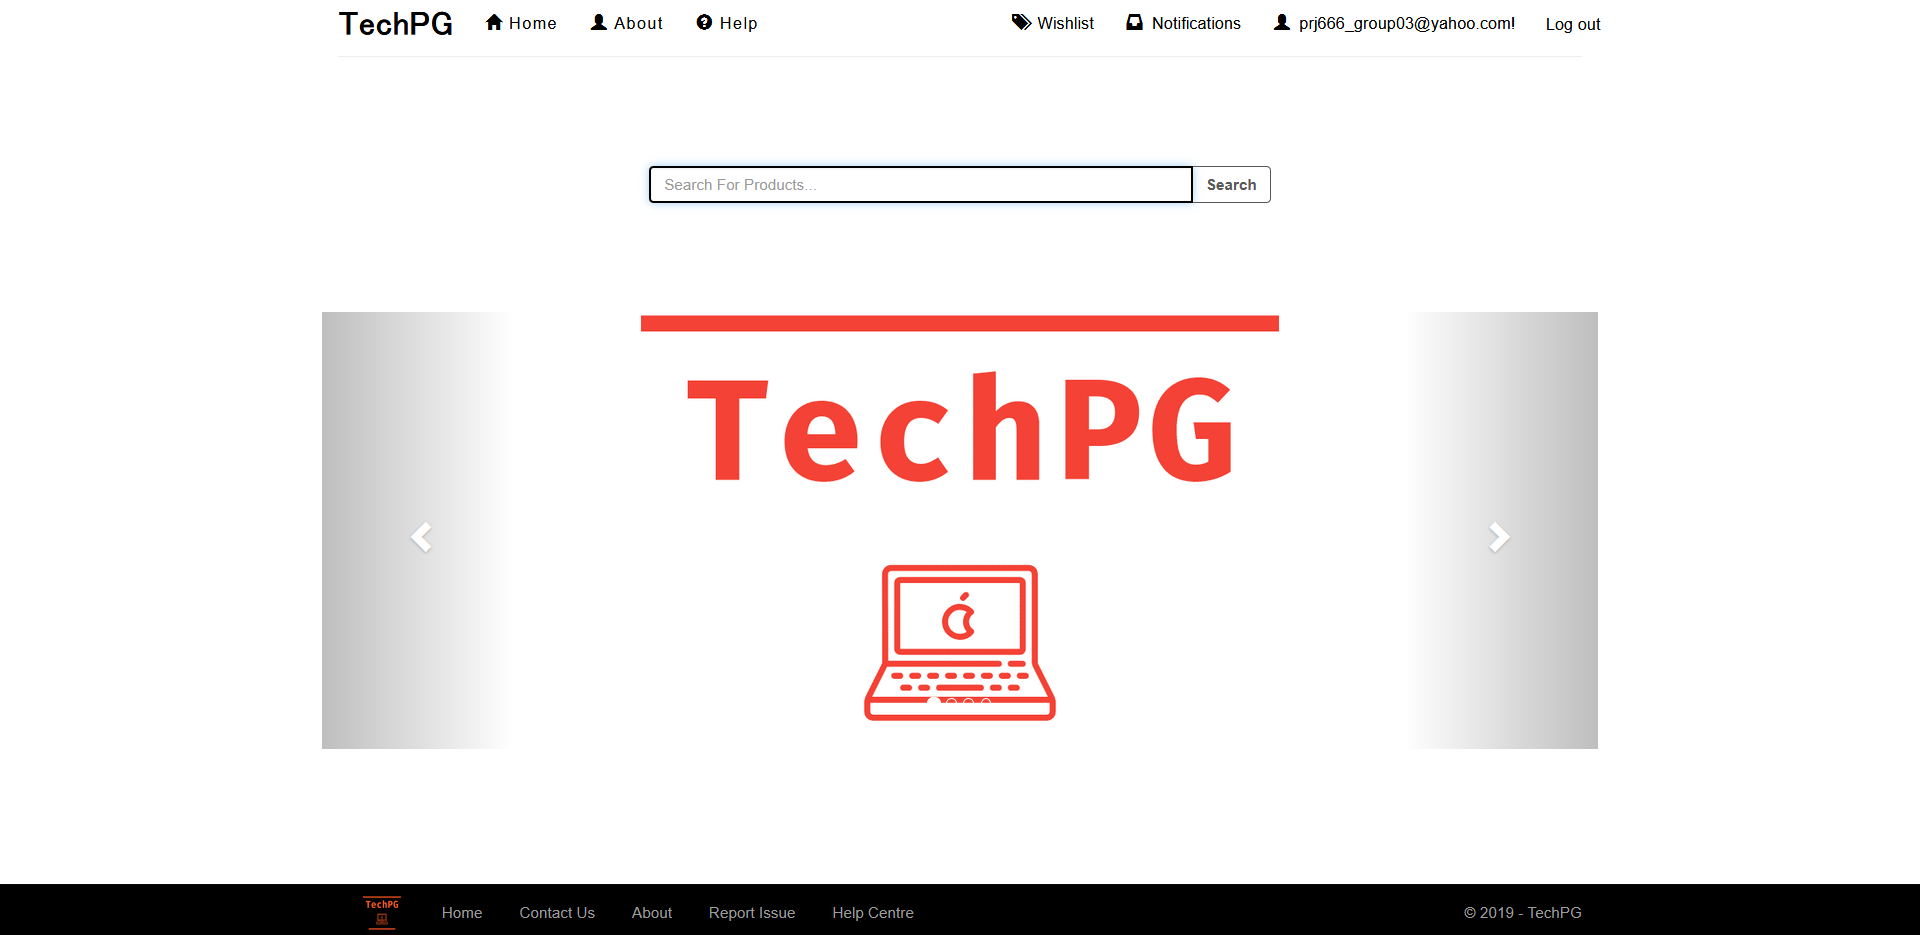 TechPG Home About Help Wishlist Notifications prj666_group03@yahoo.com! Log out
Search For Products... Search
TechPG
TechPG Home Contact Us About Report Issue Help Centre © 2019 - TechPG